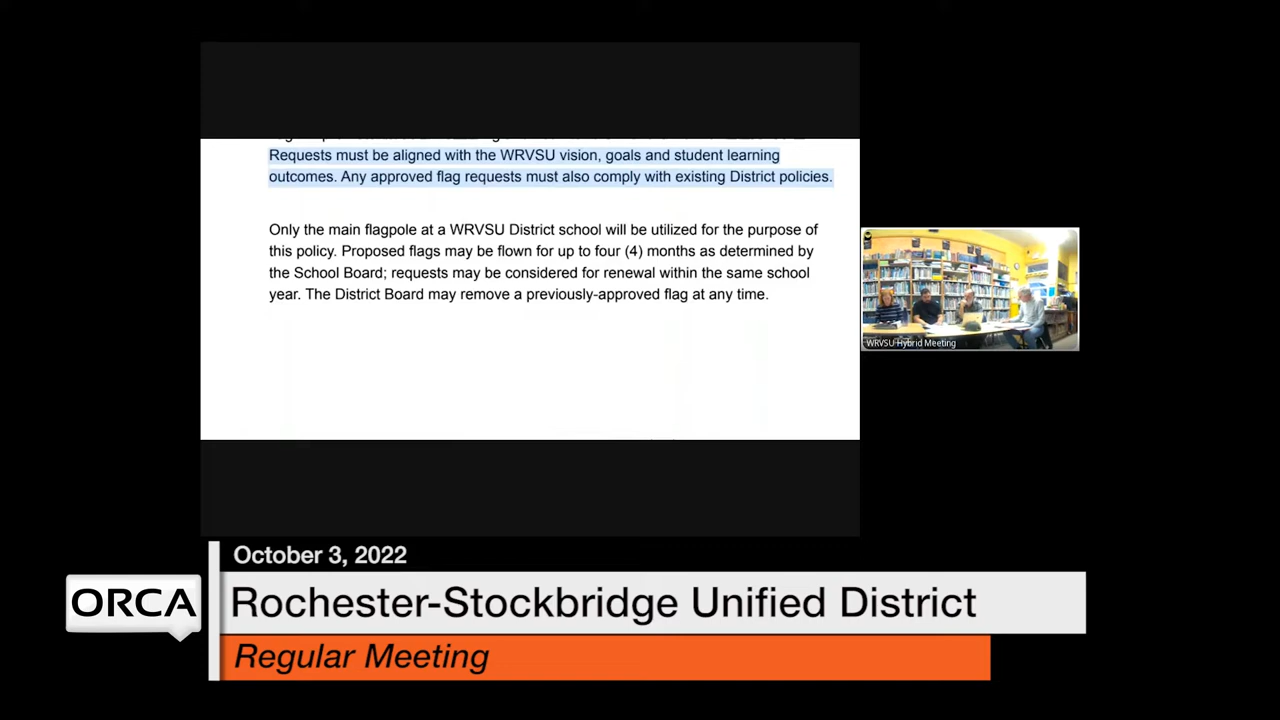 Requests must be aligned with the WRVSU vision, goals and student learning
outcomes. Any approved flag requests must also comply with existing District policies.
Only the main flagpole at a WRVSU District school will be utilized for the purpose of
this policy. Proposed flags may be flown for up to four (4) months as determined by
the School Board; requests may be considered for renewal within the same school
year. The District Board may remove a previously-approved flag at any time.
WRVSU Hybrid Meeting
October 3, 2022
ORCA
Rochester-Stockbridge Unified District
Regular Meeting